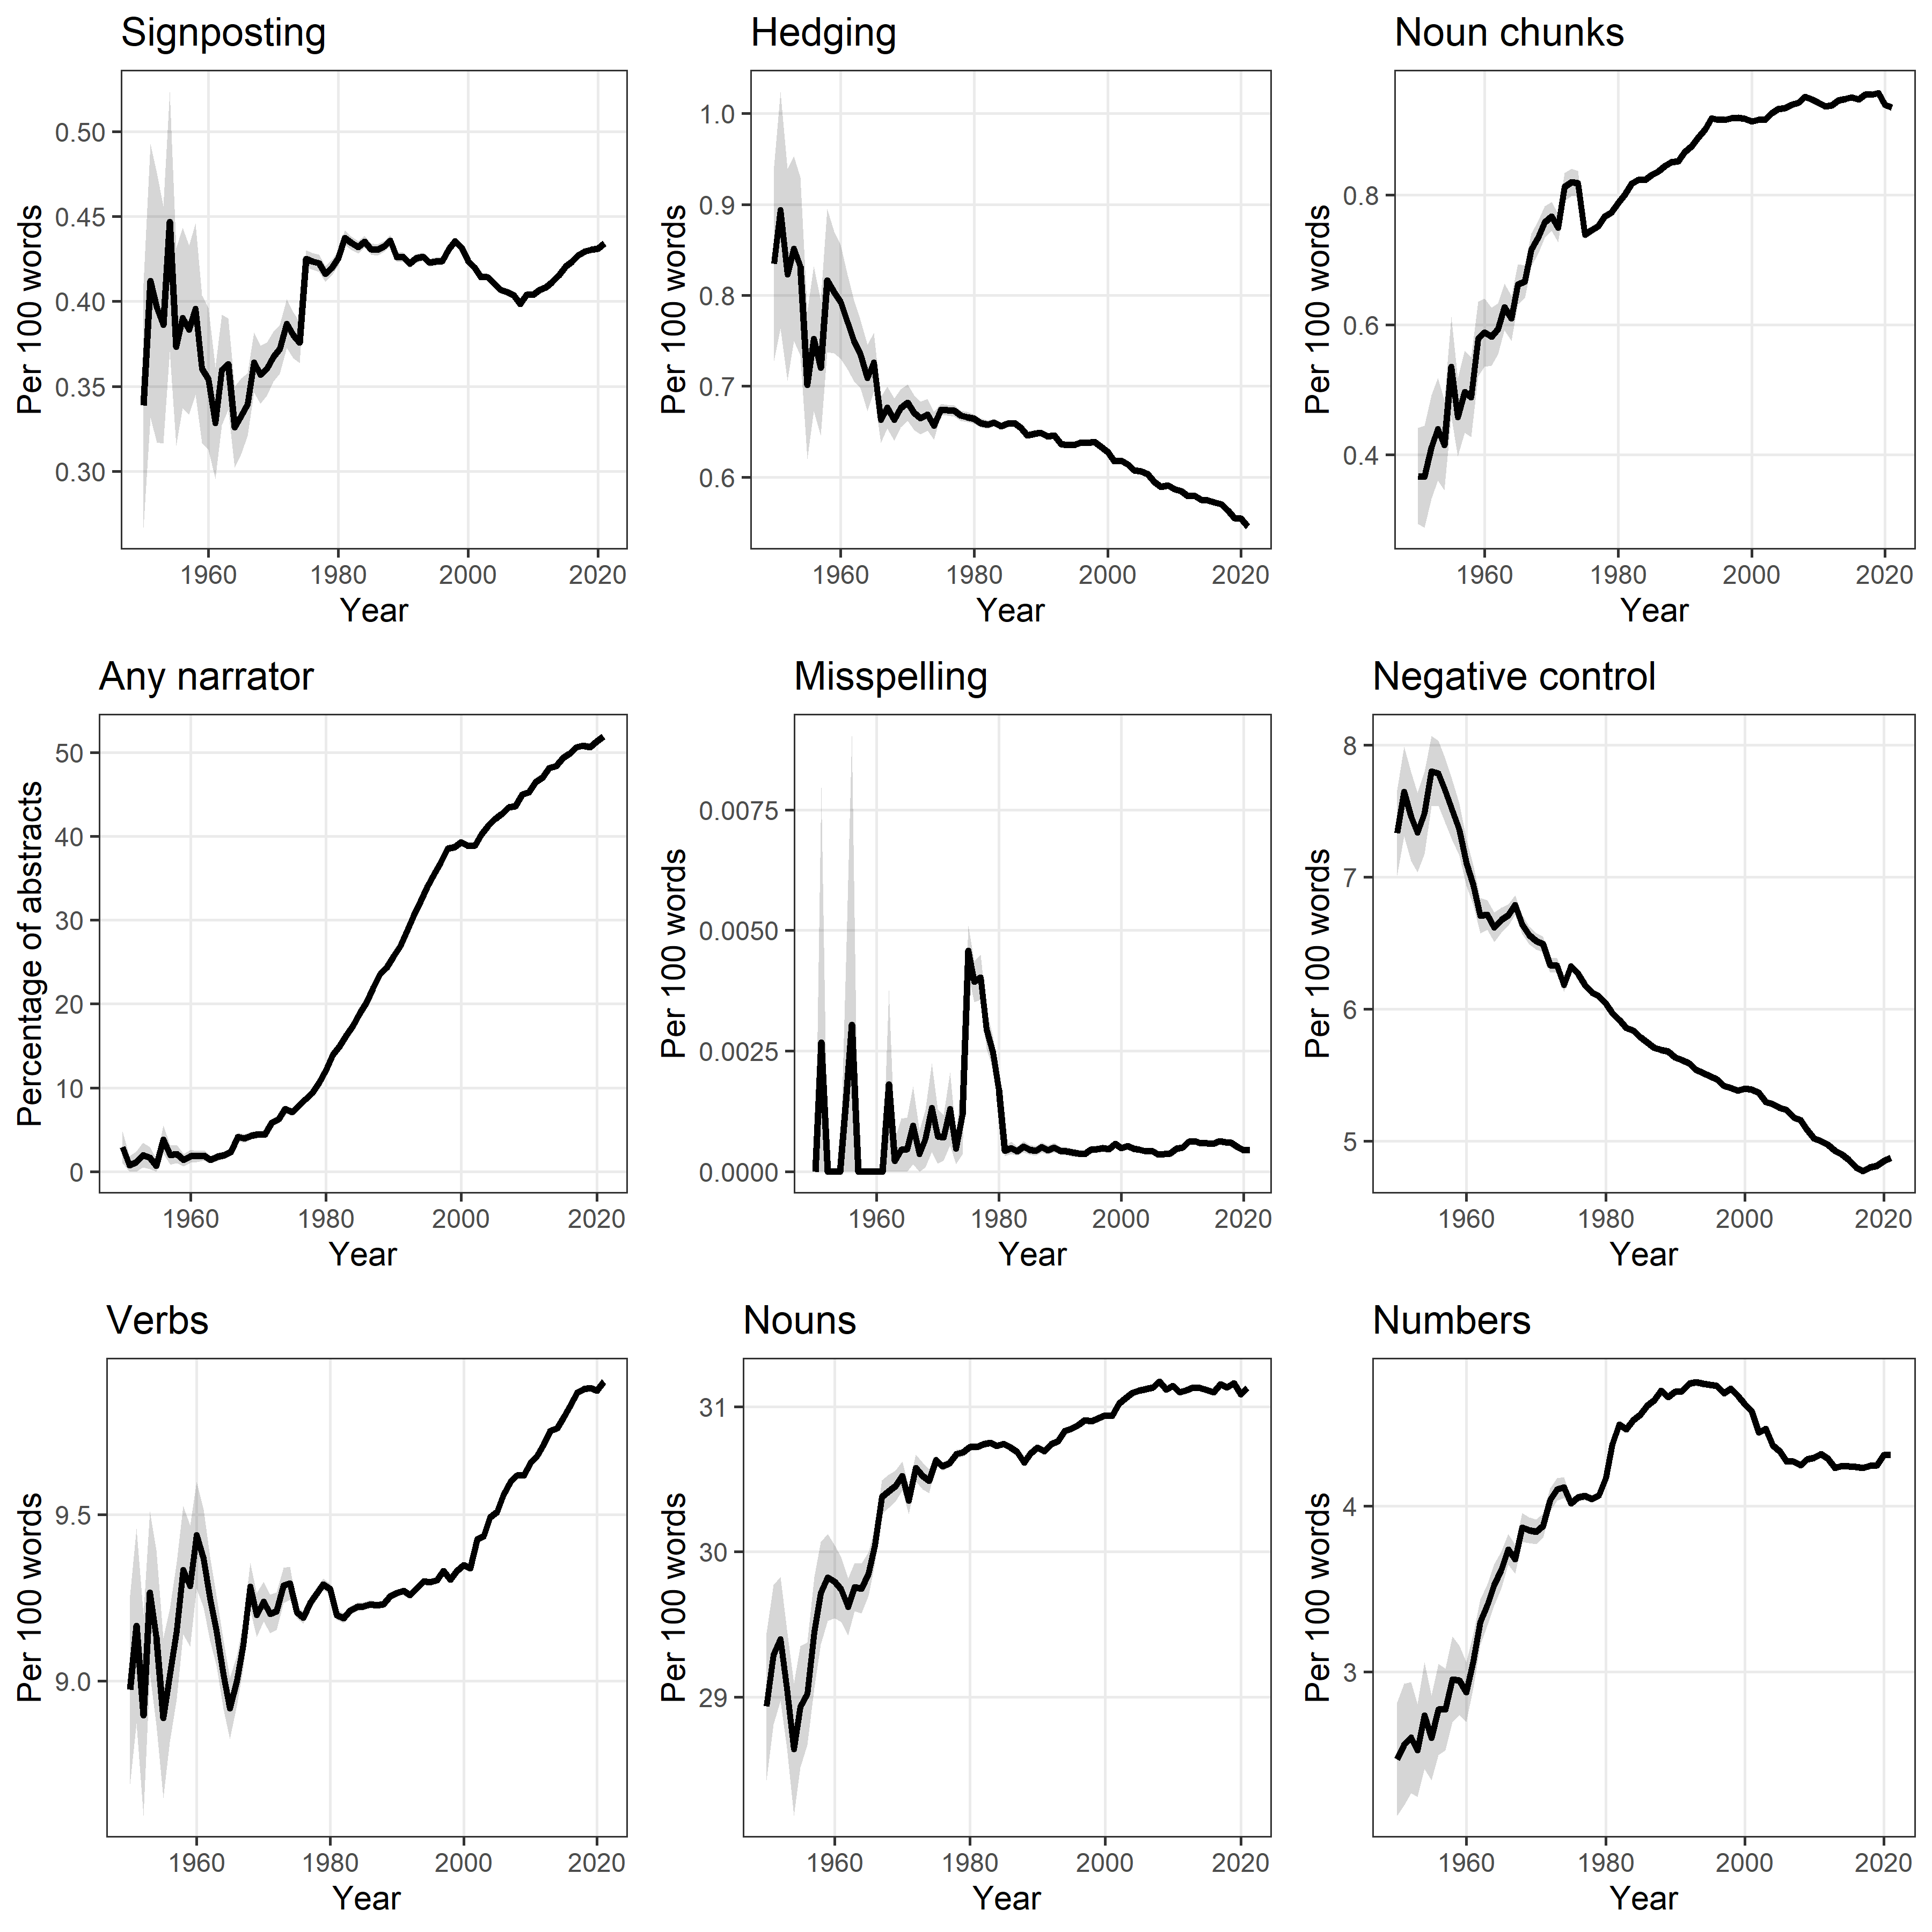 Signposting
Per 100 words
0.50
0.45
0.40
0.35
0.30
1960 1980 2000 2020
Year
Hedging
Per 100 words
1.0
0.9
0.8
0.7
0.6
1960 1980 2000 2020
Year
Noun chunks
Per 100 words
0.8
0.6
0.4
1960 1980 2000 2020
Year
Any narrator
Percentage of abstracts
50
40
30
20
10
0
1960 1980 2000 2020
Year
Misspelling
Per 100 words
0.0075
0.0050
0.0025
0.0000
1960 1980 2000 2020
Year
Negative control
Per 100 words
8
7
6
5
1960 1980 2000 2020
Year
Verbs
Per 100 words
9.5
9.0
1960 1980 2000 2020
Year
Nouns
Per 100 words
31
30
29
1960 1980 2000 2020
Year
Numbers
Per 100 words
4
3
1960 1980 2000 2020
Year